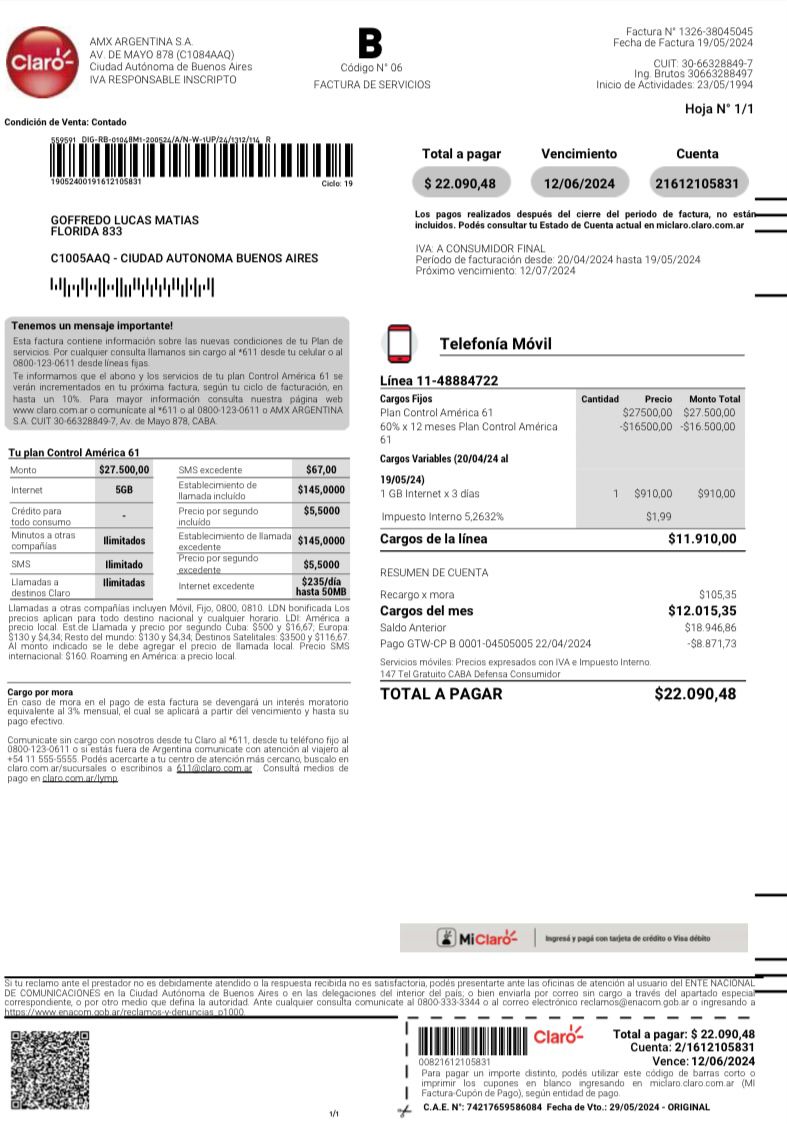 Claro
AMX ARGENTINA S.A.
AV. DE MAYO 878 (C1084AAQ)
Ciudad Autónoma de Buenos Aires
IVA RESPONSABLE INSCRIPTO
B
Código N° 06
FACTURA DE SERVICIOS
Factura N° 1326-38045045
Fecha de Factura 19/05/2024
CUIT: 30-66328849-7
Ing. Brutos 30663288497
Inicio de Actividades: 23/05/1994
Hoja N° 1/1
Condición de Venta: Contado
559591 DIG-RB-01048M1-200524/A/N-W-1UP/24/1312/114 R
19052400191612105831
Ciclo: 19
Total a pagar Vencimiento Cuenta
$ 22.090,48 12/06/2024 21612105831
GOFFREDO LUCAS MATIAS
FLORIDA 833
C1005AAQ - CIUDAD AUTONOMA BUENOS AIRES
Los pagos realizados después del cierre del periodo de factura, no están
incluidos. Podés consultar tu Estado de Cuenta actual en miclaro.claro.com.ar
IVA: A CONSUMIDOR FINAL
Período de facturación desde: 20/04/2024 hasta 19/05/2024
Próximo vencimiento: 12/07/2024
Tenemos un mensaje importante!
Esta factura contiene información sobre las nuevas condiciones de tu Plan de
servicios. Por cualquier consulta llamanos sin cargo al *611 desde tu celular o al
0800-123-0611 desde líneas fijas.
Te informamos que el abono y los servicios de tu plan Control América 61 se
verán incrementados en tu próxima factura, según tu ciclo de facturación, en
hasta un 10%. Para mayor información consulta nuestra página web
www.claro.com.ar o comunícate al *611 o al 0800-123-0611 o AMX ARGENTINA
S.A. CUIT 30-66328849-7, Av. de Mayo 878, CABA.
Tu plan Control América 61
Monto $27.500,00 SMS excedente $67,00
Internet 5GB Establecimiento de llamada incluído $145,0000
Crédito para todo consumo - Precio por segundo incluído $5,5000
Minutos a otras compañías Ilimitados Establecimiento de llamada excedente $145,0000
SMS Ilimitado Precio por segundo excedente $5,5000
Llamadas a destinos Claro Ilimitadas Internet excedente $235/día hasta 50MB
Llamadas a otras compañías incluyen Móvil, Fijo, 0800, 0810. LDN bonificada Los
precios aplican para todo destino nacional y cualquier horario. LDI: América a
precio local. Est.de Llamada y precio por segundo Cuba: $500 y $16,67; Europa:
$130 y $4,34; Resto del mundo: $130 y $4,34; Destinos Satelitales: $3500 y $116,67.
Al monto indicado se le debe agregar el precio de llamada local. Precio SMS
internacional: $160. Roaming en América: a precio local.
Cargo por mora
En caso de mora en el pago de esta factura se devengará un interés moratorio
equivalente al 3% mensual, el cual se aplicará a partir del vencimiento y hasta su
pago efectivo.
Comunicate sin cargo con nosotros desde tu Claro al *611, desde tu teléfono fijo al
0800-123-0611 o si estás fuera de Argentina comunicate con atención al viajero al
+54 11 555-5555. Podés acercarte a tu centro de atención más cercano, buscalo en
claro.com.ar/sucursales o escribinos a 611@claro.com.ar . Consultá medios de
pago en claro.com.ar/lymp.
Telefonía Móvil
Línea 11-48884722
Cargos Fijos Cantidad Precio Monto Total
Plan Control América 61 $27500,00 $27.500,00
60% x 12 meses Plan Control América -$16500,00 -$16.500,00
61
Cargos Variables (20/04/24 al
19/05/24)
1 GB Internet x 3 días 1 $910,00 $910,00
Impuesto Interno 5,2632% $1,99
Cargos de la línea $11.910,00
RESUMEN DE CUENTA
Recargo x mora $105,35
Cargos del mes $12.015,35
Saldo Anterior $18.946,86
Pago GTW-CP B 0001-04505005 22/04/2024 -$8.871,73
Servicios móviles: Precios expresados con IVA e Impuesto Interno.
147 Tel Gratuito CABA Defensa Consumidor
TOTAL A PAGAR $22.090,48
MiClaro Ingresá y pagá con tarjeta de crédito o Visa débito
Si tu reclamo ante el prestador no es debidamente atendido o la respuesta recibida no es satisfactoria, podés presentarte ante las oficinas de atención al usuario del ENTE NACIONAL
DE COMUNICACIONES en la Ciudad Autónoma de Buenos Aires o en las delegaciones del interior del país; o bien enviarla por correo sin cargo a través del apartado especial
correspondiente, o por otro medio que defina la autoridad. Ante cualquier consulta comunicate al 0800-333-3344 o al correo electrónico reclamos@enacom.gob.ar o ingresando a
https://www.enacom.gob.ar/reclamos-y-denuncias_p1000.
1/1
00821612105831
Claro
Total a pagar: $ 22.090,48
Cuenta: 2/1612105831
Vence: 12/06/2024
Para pagar un importe distinto, podés utilizar este código de barras corto o
imprimir los cupones en blanco ingresando en miclaro.claro.com.ar (MI
Factura-Cupón de Pago), según entidad de pago.
C.A.E. N°: 74217659586084 Fecha de Vto.: 29/05/2024 - ORIGINAL